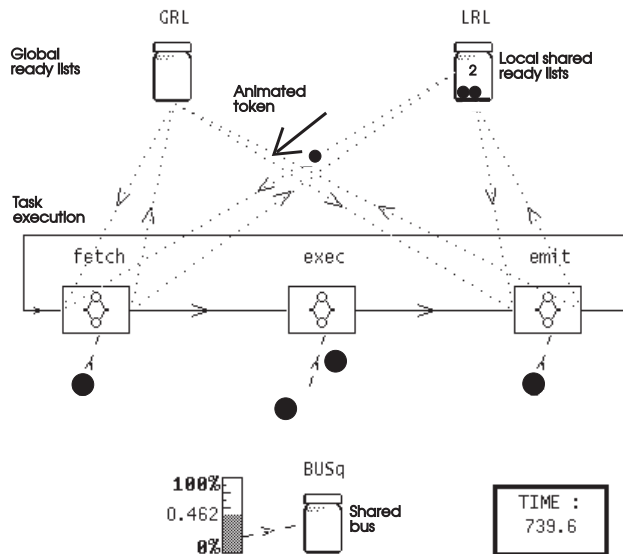 GRL
LRL
Global
ready lists
2
Local shared
ready lists
Animated
token
Task
execution
fetch
exec
emit
BUSq
100%
0.462
0%
Shared
bus
TIME :
739.6